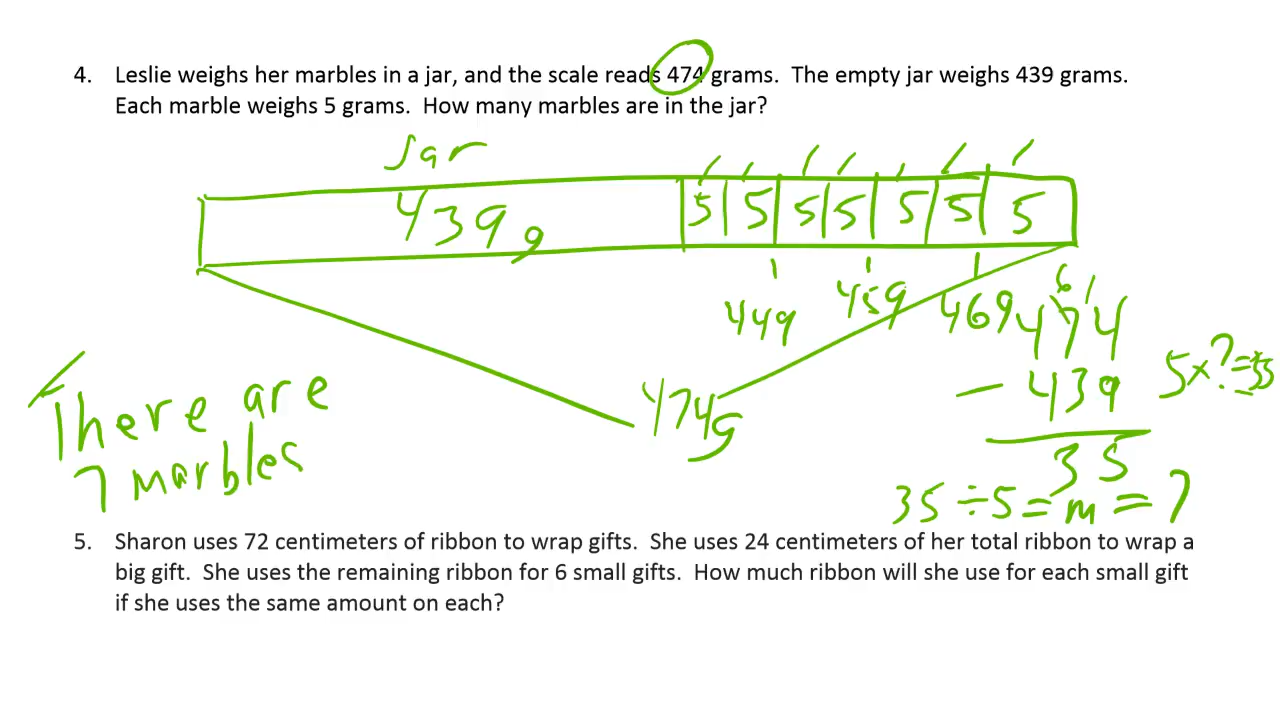 4. Leslie weighs her marbles in a jar, and the scale reads 474 grams. The empty jar weighs 439 grams.
Each marble weighs 5 grams. How many marbles are in the jar?
Jar
439g 5 5 5 5 5 5 5
449 459 469
6 1
474
- 439
35
5 x ? = 35
474g
There are
7 marbles
35 ÷ 5 = m = 7
5. Sharon uses 72 centimeters of ribbon to wrap gifts. She uses 24 centimeters of her total ribbon to wrap a
big gift. She uses the remaining ribbon for 6 small gifts. How much ribbon will she use for each small gift
if she uses the same amount on each?